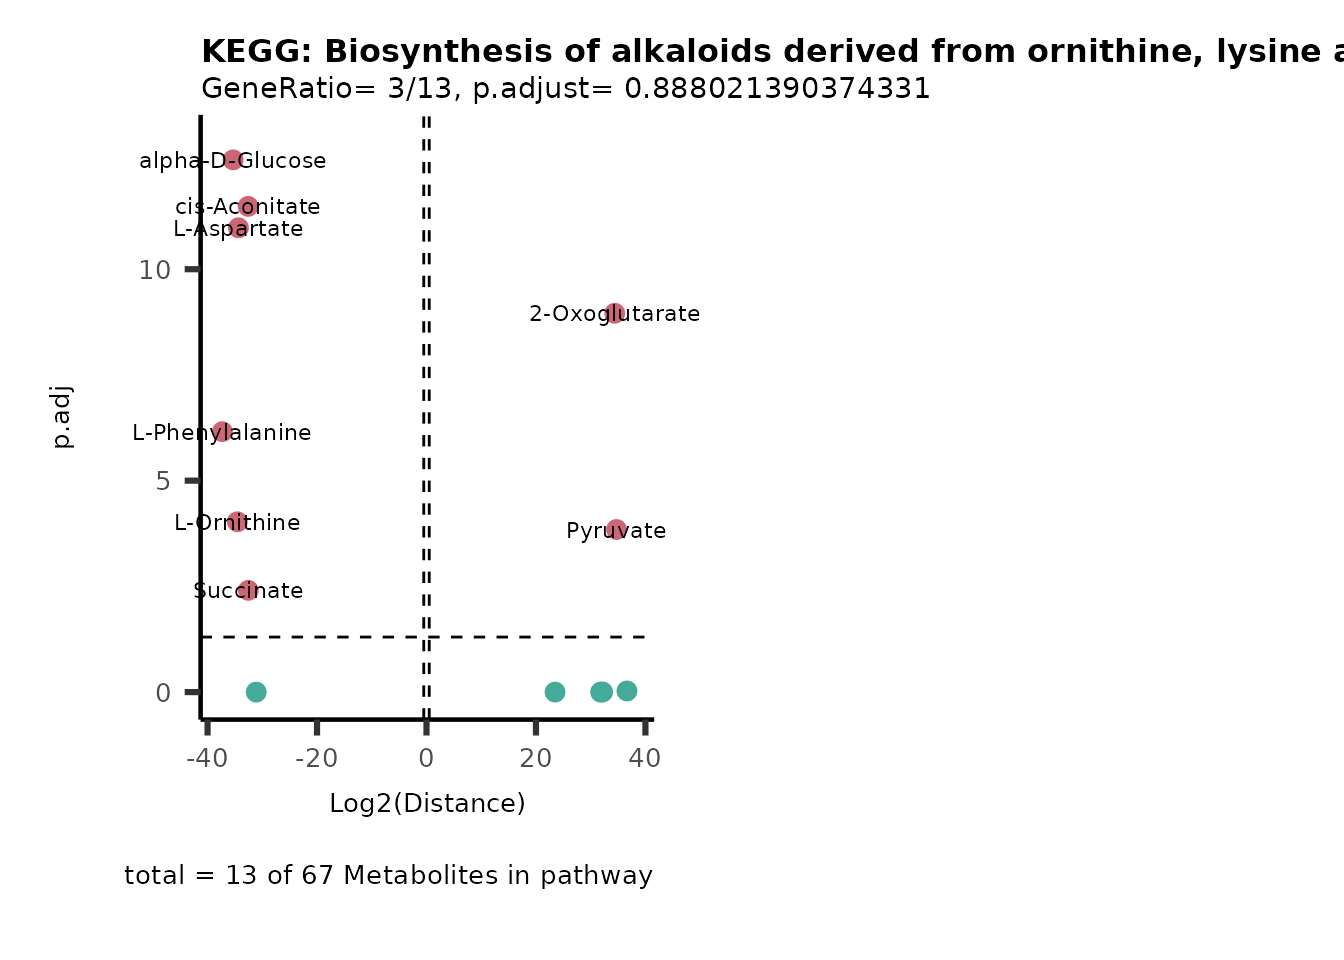 KEGG: Biosynthesis of alkaloids derived from ornithine, lysine a
GeneRatio= 3/13, p.adjust= 0.888021390374331
alpha-D-Glucose
cis-Aconitate
L-Aspartate
10
2-Oxoglutarate
p.adj
L-Phenylalanine
5
L-Ornithine
Pyruvate
Succinate
0
-40 -20 0 20 40
Log2(Distance)
total = 13 of 67 Metabolites in pathway